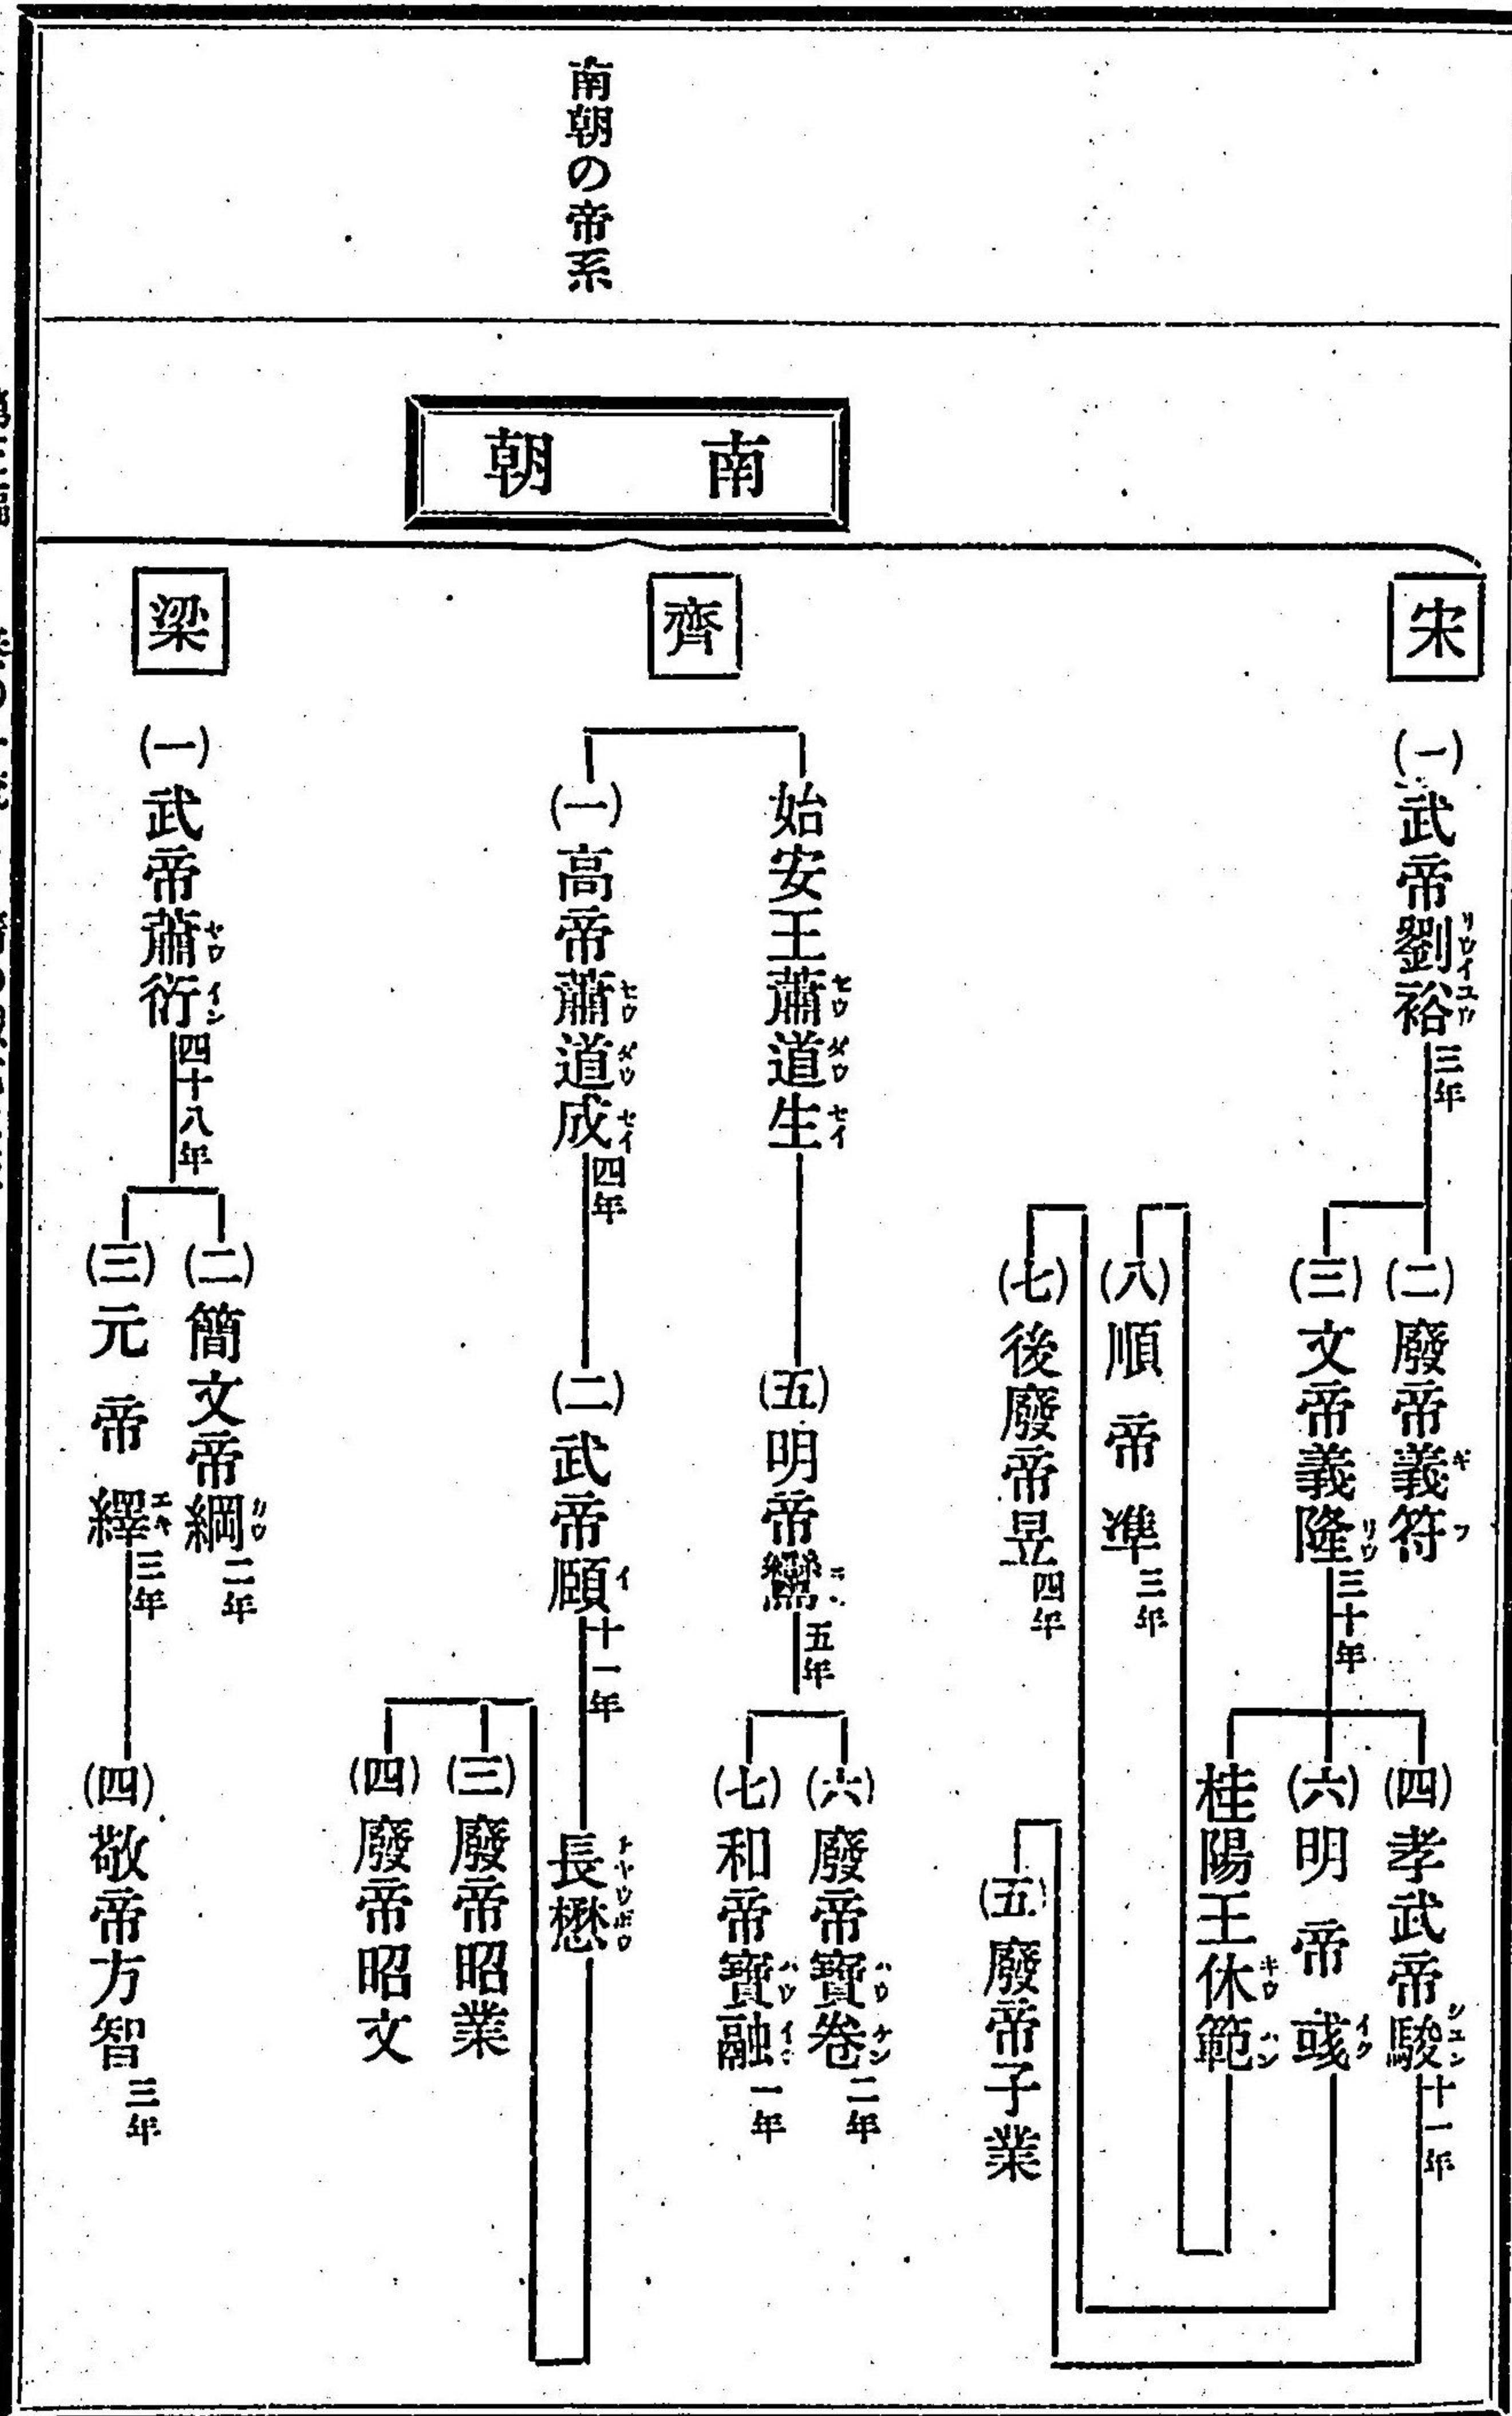 南朝の帝系
南朝
宋
(一)武帝劉裕 三年
(二)廢帝義符
(三)文帝義隆 三十年
(四)孝武帝駿 十一年
(六)明帝彧
桂陽王休範
(八)順帝準 三年
(七)後廢帝昱 四年
(五)廢帝子業
齊
始安王蕭道生
(五)明帝鸞 五年
(六)廢帝寶卷 二年
(七)和帝寶融 一年
(一)高帝蕭道成 四年
(二)武帝頤 十一年
長懋
(三)廢帝昭業
(四)廢帝昭文
梁
(一)武帝蕭衍 四十八年
(二)簡文帝綱 二年
(三)元帝繹 三年
(四)敬帝方智 三年